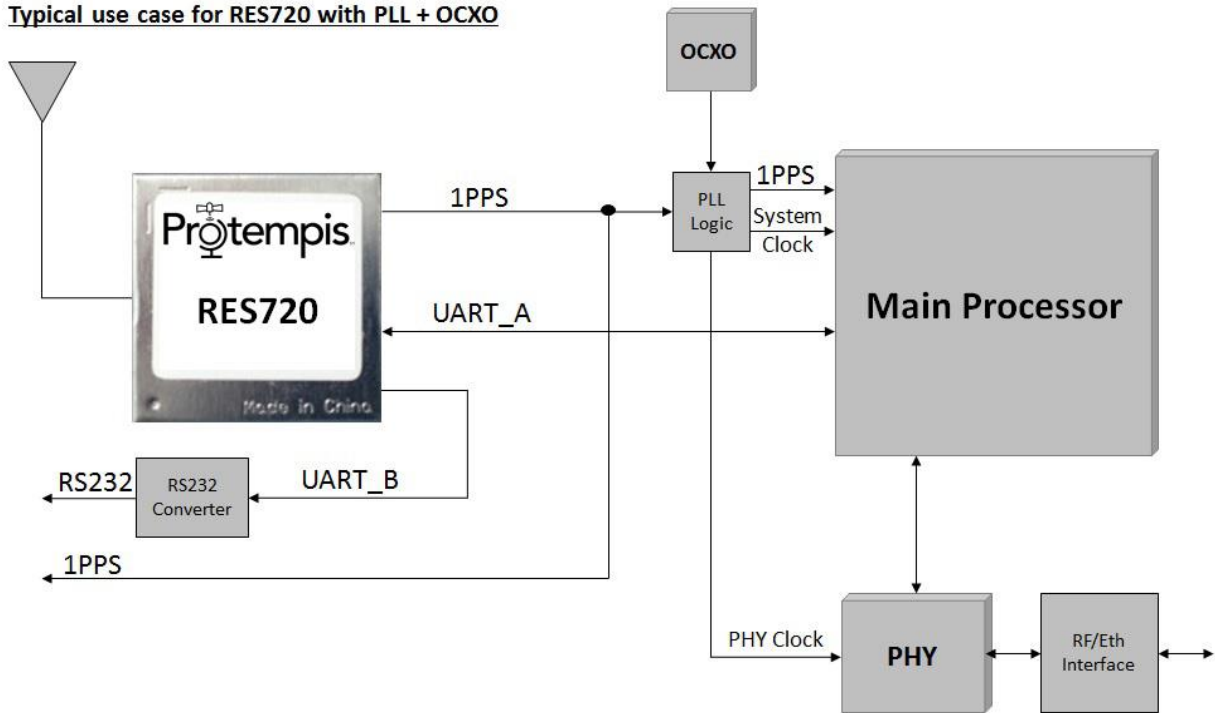 Typical use case for RES720 with PLL + OCXO
OCXO
1PPS
PLL
Logic
1PPS
System
Clock
Protempis
RES720
Made in China
UART_A
Main Processor
RS232
RS232
Converter
UART_B
1PPS
PHY Clock
PHY
RF/Eth
Interface